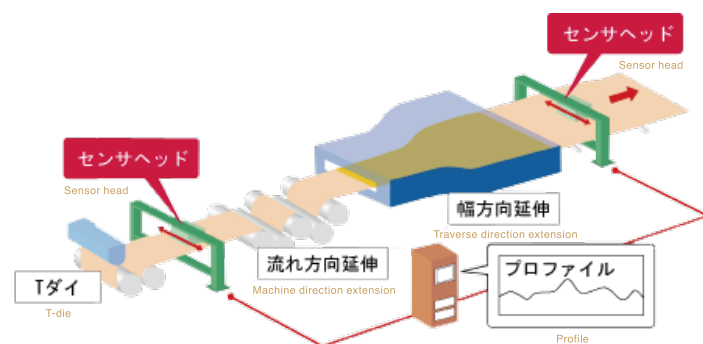 センサヘッド
Sensor head
センサヘッド
Sensor head
幅方向延伸
Traverse direction extension
流れ方向延伸
Machine direction extension
プロファイル
Profile
Tダイ
T-die